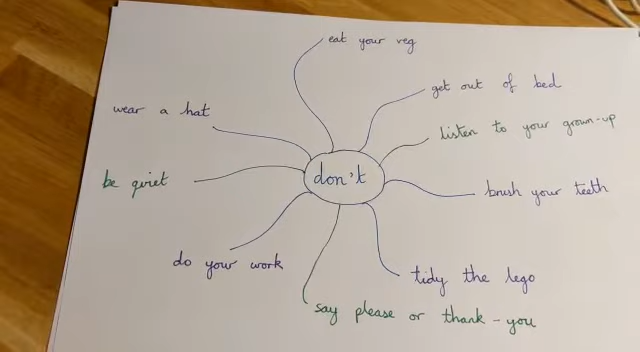 eat your veg
get out of bed
wear a hat
listen to your grown-up
be quiet
don't
brush your teeth
do your work
tidy the lego
say please or thank-you